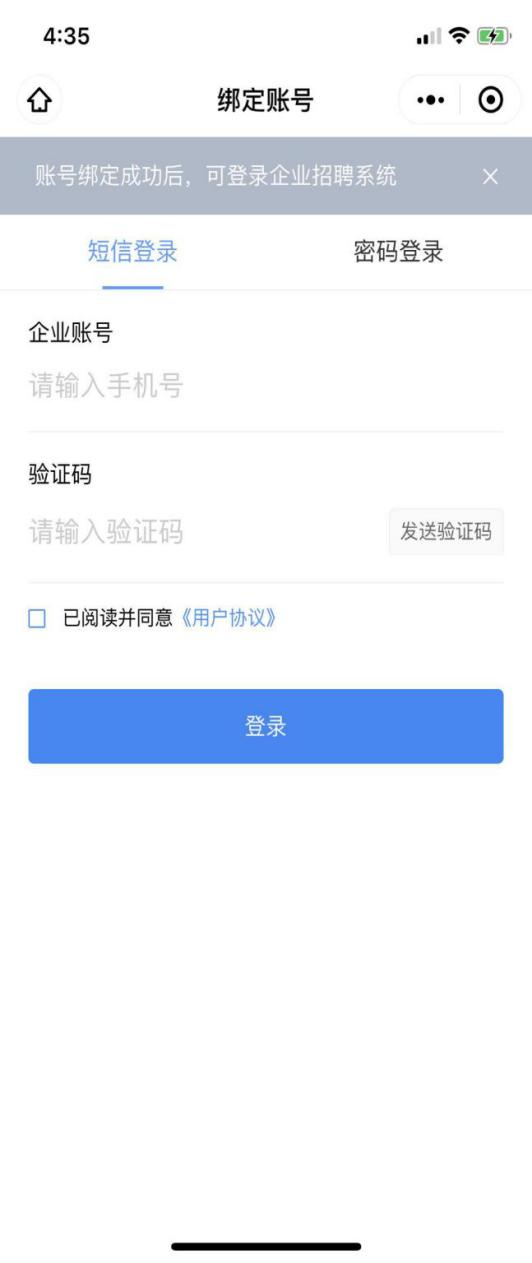 4:35
绑定账号
账号绑定成功后，可登录企业招聘系统
短信登录 密码登录
企业账号
请输入手机号
验证码
请输入验证码 发送验证码
已阅读并同意《用户协议》
登录